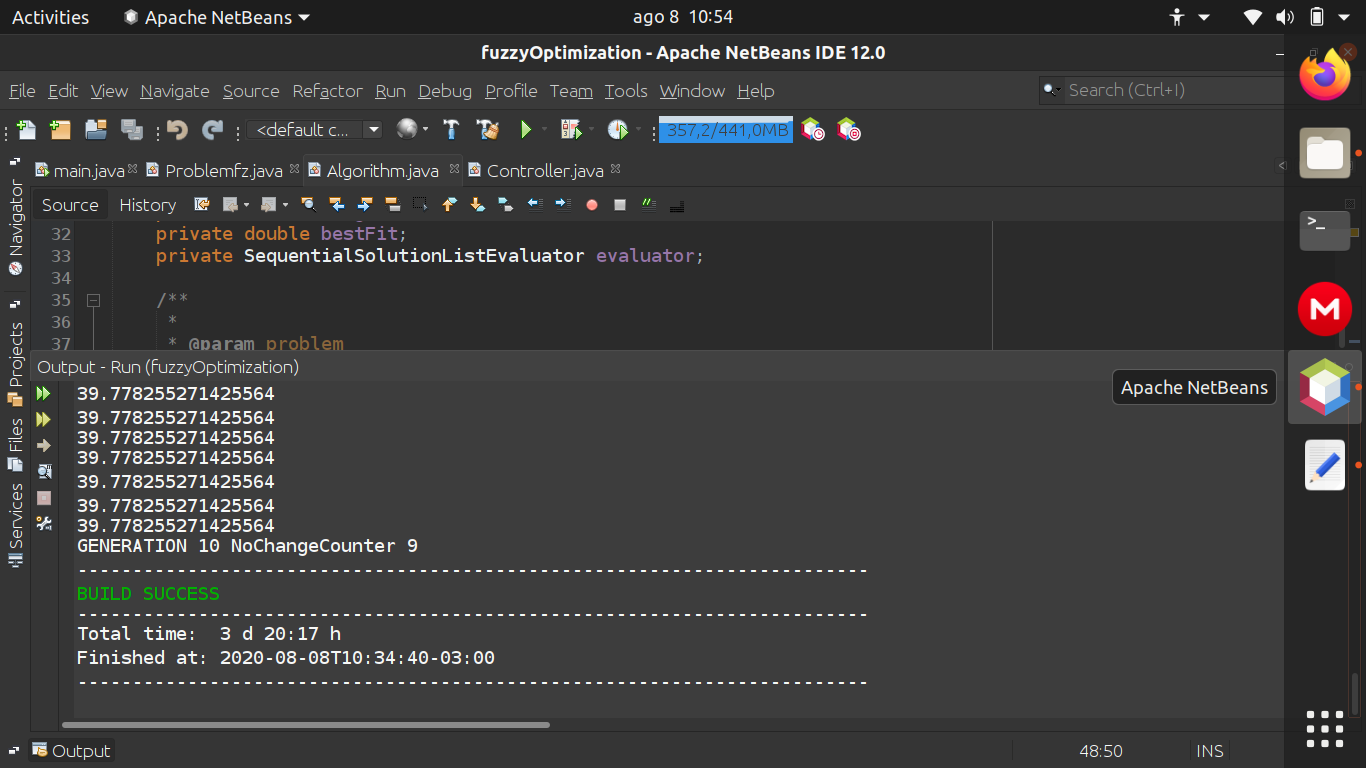 Activities Apache NetBeans ago 8 10:54
fuzzyOptimization - Apache NetBeans IDE 12.0
File Edit View Navigate Source Refactor Run Debug Profile Team Tools Window Help Search (Ctrl+I)
<default c... 357,2/441,0MB
main.java Problemfz.java Algorithm.java Controller.java
Source History
Navigator
Projects
Files
Services
32 private double bestFit;
33 private SequentialSolutionListEvaluator evaluator;
34
35 /**
36 *
37 * @param problem
Output - Run (fuzzyOptimization)
Apache NetBeans
39.778255271425564
39.778255271425564
39.778255271425564
39.778255271425564
39.778255271425564
39.778255271425564
39.778255271425564
GENERATION 10 NoChangeCounter 9
------------------------------------------------------------------------
BUILD SUCCESS
------------------------------------------------------------------------
Total time:  3 d 20:17 h
Finished at: 2020-08-08T10:34:40-03:00
------------------------------------------------------------------------
Output 48:50 INS